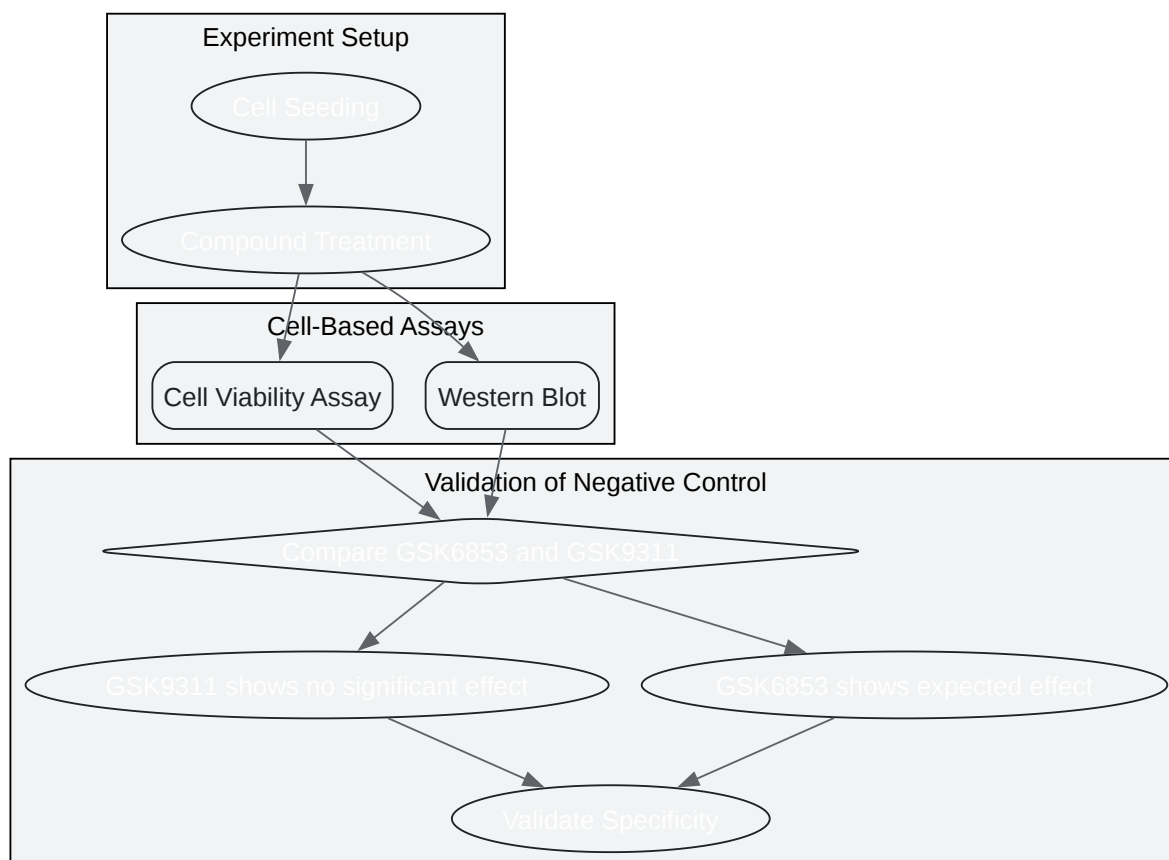 Experiment Setup
Cell Seeding
Compound Treatment
Cell-Based Assays
Cell Viability Assay
Western Blot
Validation of Negative Control
Compare GSK6853 and GSK9311
GSK9311 shows no significant effect
GSK6853 shows expected effect
Validate Specificity